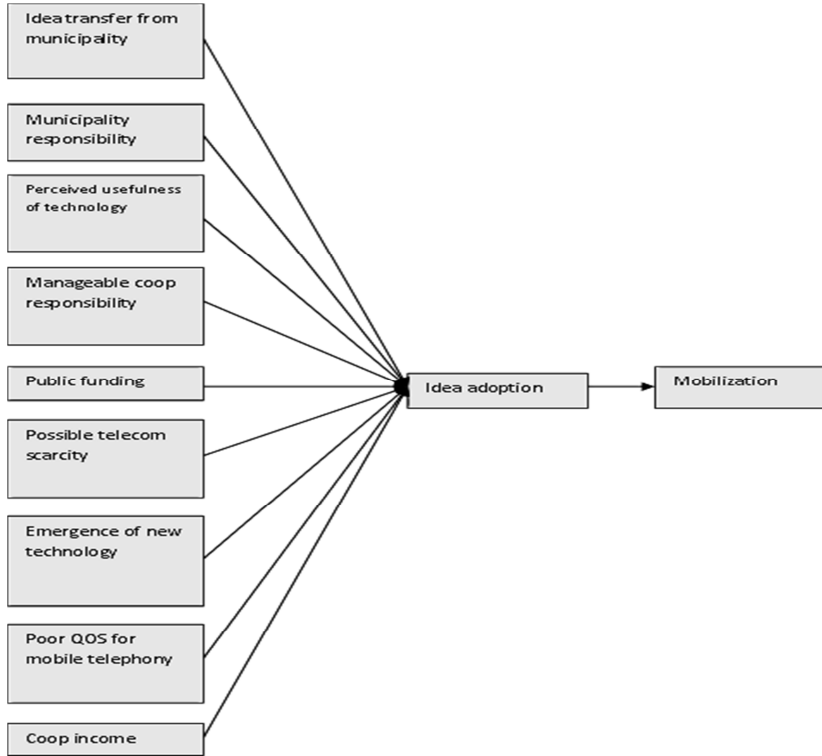 Idea transfer from
municipality
Municipality
responsibility
Perceived usefulness
of technology
Manageable coop
responsibility
Public funding
Possible telecom
scarcity
Emergence of new
technology
Poor QOS for
mobile telephony
Coop income
Idea adoption
Mobilization